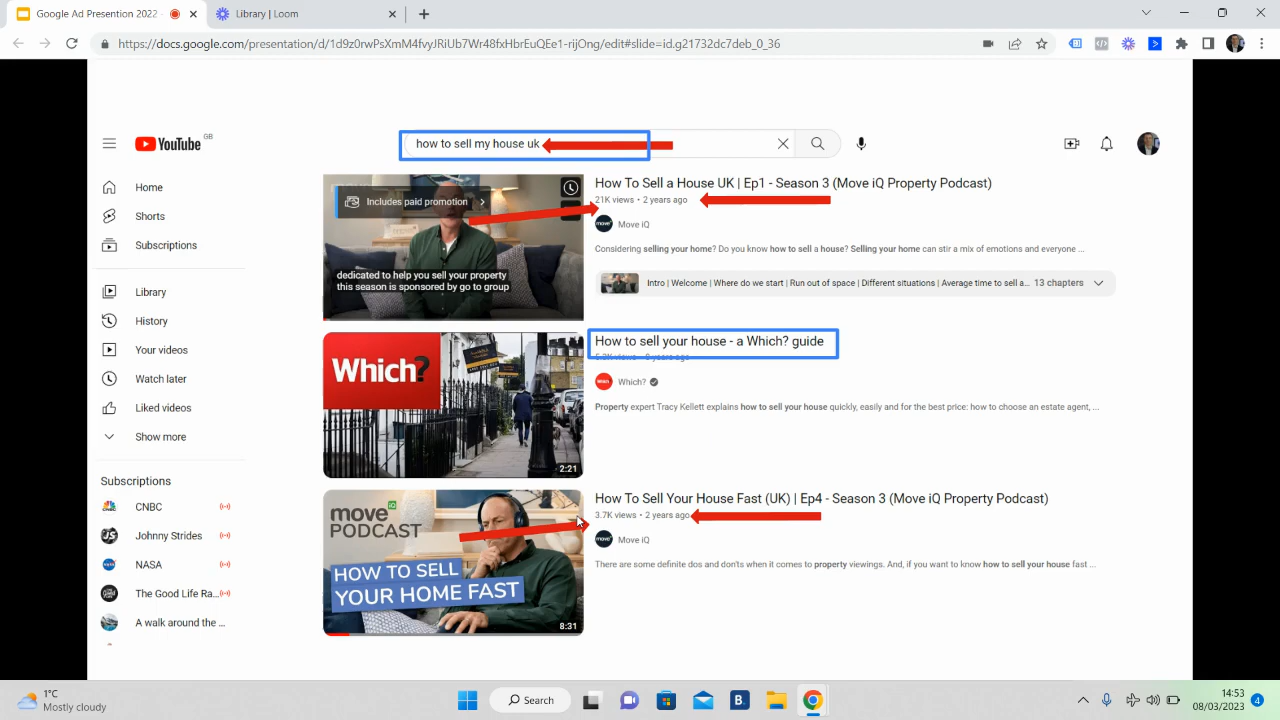 Google Ad Presentation 2022 -
Library | Loom
https://docs.google.com/presentation/d/1d9z0rwPsXmM4fvyJRiUb7Wr48fxHbrEuQEe1-rijOng/edit#slide=id.g21732dc7deb_0_36
YouTube GB
how to sell my house uk
Home
Shorts
Subscriptions
Library
History
Your videos
Watch later
Liked videos
Show more
Subscriptions
CNBC
Johnny Strides
NASA
The Good Life Ra...
A walk around the ...
Includes paid promotion
dedicated to help you sell your property
this season is sponsored by go to group
How To Sell a House UK | Ep1 - Season 3 (Move iQ Property Podcast)
21K views • 2 years ago
move
Move iQ
Considering selling your home? Do you know how to sell a house? Selling your home can stir a mix of emotions and everyone ...
Intro | Welcome | Where do we start | Run out of space | Different situations | Average time to sell a... 13 chapters
Which?
2:21
How to sell your house - a Which? guide
5.2K views • 8 years ago
Which?
Property expert Tracy Kellett explains how to sell your house quickly, easily and for the best price: how to choose an estate agent, ...
move iQ
PODCAST
HOW TO SELL
YOUR HOME FAST
8:31
How To Sell Your House Fast (UK) | Ep4 - Season 3 (Move iQ Property Podcast)
3.7K views • 2 years ago
move
Move iQ
There are some definite dos and don'ts when it comes to property viewings. And, if you want to know how to sell your house fast ...
1°C
Mostly cloudy
Search
B.
14:53
08/03/2023
4